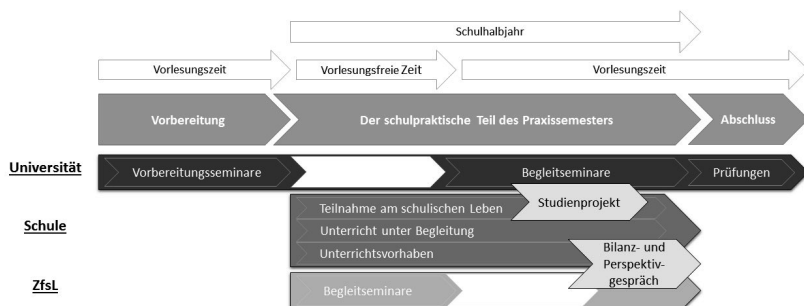 Schulhalbjahr
Vorlesungszeit
Vorlesungsfreie Zeit
Vorlesungszeit
Vorbereitung
Der schulpraktische Teil des Praxissemesters
Abschluss
Universität
Vorbereitungsseminare
Begleitseminare
Prüfungen
Schule
Teilnahme am schulischen Leben
Studienprojekt
Unterricht unter Begleitung
Unterrichtsvorhaben
Bilanz- und
Perspektiv-
gespräch
ZfsL
Begleitseminare